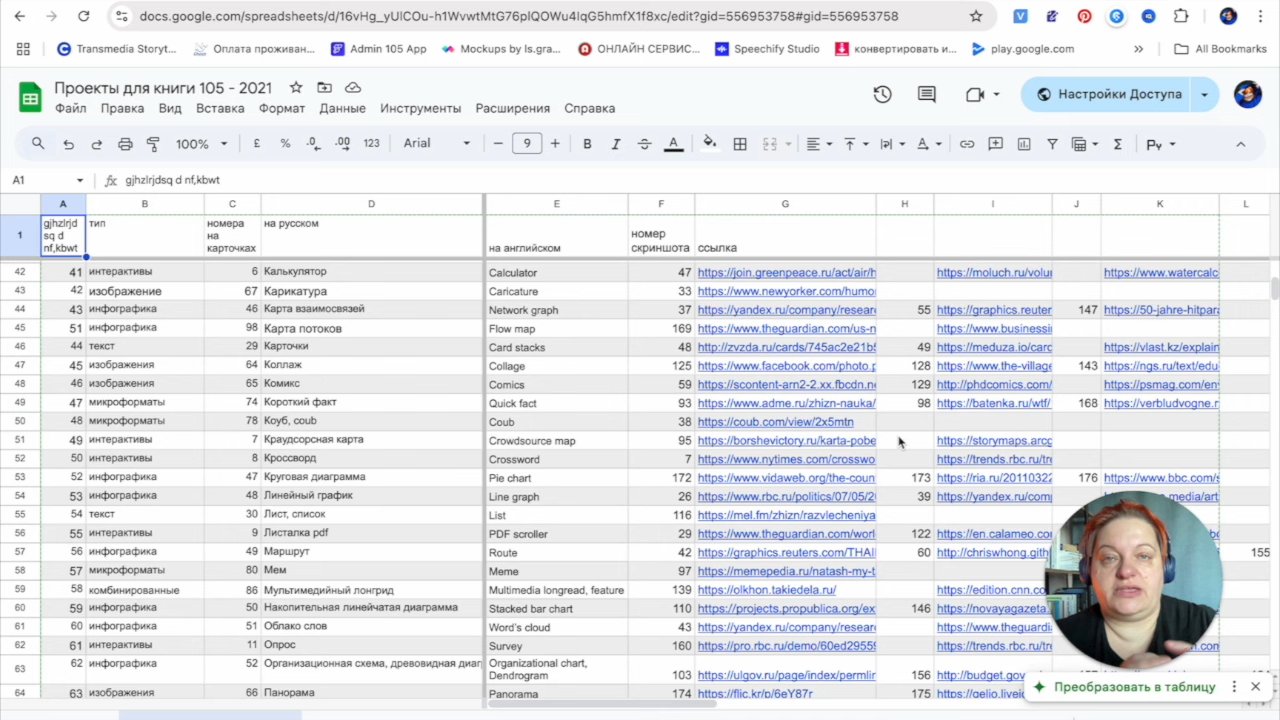 docs.google.com/spreadsheets/d/16vHg_yUlCOu-h1WvwtMtG76plQOWu4IqG5hmfX1f8xc/edit?gid=556953758#gid=556953758
Transmedia Storyt...
Оплата прожеван...
Admin 105 App
Mockups by ls.gra...
ОНЛАЙН СЕРВИС...
Speechify Studio
конвертировать и...
play.google.com
All Bookmarks
Проекты для книги 105 - 2021
Файл Правка Вид Вставка Формат Данные Инструменты Расширения Справка
Настройки Доступа
100% £ % .0 .00 123 Arial 9
A1 gjhzlrjdsq d nf,kbwt
A B C D E F G H I J K L
1 gjhzlrjdsq d nf,kbwt тип номера на карточках на русском на английском номер скриншота ссылка
42 41 интерактивы 6 Калькулятор Calculator 47 https://join.greenpeace.ru/act/air/h https://moluch.ru/volu https://www.watercalc
43 42 изображение 67 Карикатура Caricature 33 https://www.newyorker.com/humo
44 43 инфографика 46 Карта взаимосвязей Network graph 37 https://yandex.ru/company/resear 55 https://graphics.reuter 147 https://50-jahre-hitpar
45 51 инфографика 98 Карта потоков Flow map 169 https://www.theguardian.com/us-n https://www.businessi
46 44 текст 29 Карточки Card stacks 48 http://zvzda.ru/cards/745ac2e21b5 49 https://meduza.io/card https://vlast.kz/explain
47 45 изображения 64 Коллаж Collage 125 https://www.facebook.com/photo.p 128 https://www.the-village 143 https://ngs.ru/text/edu
48 46 изображения 65 Комикс Comics 59 https://scontent-arn2-2.xx.fbcdn.ne 129 http://phdcomics.com/ https://psmag.com/en
49 47 микроформаты 74 Короткий факт Quick fact 93 https://www.adme.ru/zhizn-nauka/ 98 https://batenka.ru/wtf/ 168 https://verbludvogne.r
50 48 микроформаты 78 Коуб, coub Coub 38 https://coub.com/view/2x5mtn
51 49 интерактивы 7 Краудсорсная карта Crowdsource map 95 https://borshevictory.ru/karta-pobe https://storymaps.arcg
52 50 интерактивы 8 Кроссворд Crossword 7 https://www.nytimes.com/crosswo https://trends.rbc.ru/tr
53 52 инфографика 47 Круговая диаграмма Pie chart 172 https://www.vidaweb.org/the-coun 173 https://ria.ru/20110322 176 https://www.bbc.com/s
54 53 инфографика 48 Линейный график Line graph 26 https://www.rbc.ru/politics/07/05/2 39 https://yandex.ru/com .media/art
55 54 текст 30 Лист, список List 116 https://mel.fm/zhizn/razvlecheniya
56 55 интерактивы 9 Листалка pdf PDF scroller 29 https://www.theguardian.com/worl 122 https://en.calameo.co
57 56 инфографика 49 Маршрут Route 42 https://graphics.reuters.com/THAI 60 http://chriswhong.gith 155
58 57 микроформаты 80 Мем Meme 97 https://memepedia.ru/natash-my-t
59 58 комбинированные 86 Мультимедийный лонгрид Multimedia longread, feature 139 https://olkhon.takiedela.ru/ https://edition.cnn.co
60 59 инфографика 50 Накопительная линейчатая диаграмма Stacked bar chart 110 https://projects.propublica.org/ex 146 https://novayagazeta.
61 60 инфографика 51 Облако слов Word's cloud 43 https://yandex.ru/company/resear https://www.theguardia
62 61 интерактивы 11 Опрос Survey 160 https://pro.rbc.ru/demo/60ed2955 https://trends.rbc.ru/tr
63 62 инфографика 52 Организационная схема, древовидная диаг Organizational chart, Dendrogram 103 https://ulgov.ru/page/index/permlir 156 http://budget.gov
64 63 изображения 66 Панорама Panorama 174 https://flic.kr/p/6eY87r 175 https://gelio.livej
Преобразовать в таблицу